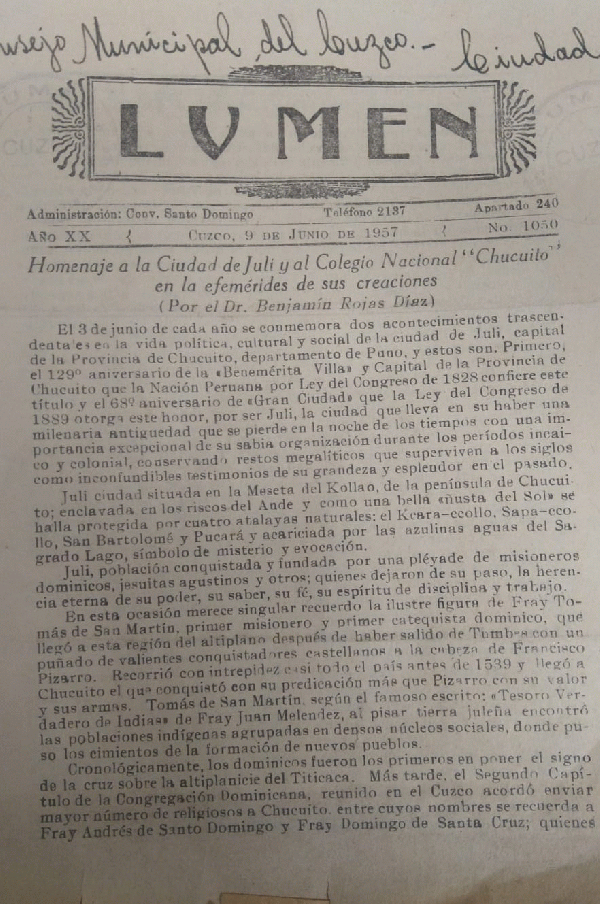 nsejo Municipal del Cuzco.- Ciudad
LVMEN
Administración: Conv. Santo Domingo Teléfono 2137 Apartado 240
AÑO XX { CUZCO, 9 DE JUNIO DE 1957 { No. 1050
Homenaje a la Ciudad de Juli y al Colegio Nacional "Chucuito"
en la efemérides de sus creaciones
(Por el Dr. Benjamín Rojas Díaz)
El 3 de junio de cada año se conmemora dos acontecimientos trascen-
dentales en la vida política, cultural y social de la ciudad de Juli, capital
de la Provincia de Chucuito, departamento de Puno, y éstos son. Primero,
el 129º aniversario de la «Benemérita Villa» y Capital de la Provincia de
Chucuito que la Nación Peruana por Ley del Congreso de 1828 confiere este
título y el 68º aniversario de «Gran Ciudad» que la Ley del Congreso de
1889 otorga este honor, por ser Juli, la ciudad que lleva en su haber una
milenaria antiguedad que se pierde en la noche de los tiempos con una im-
portancia excepcional de su sabia organización durante los períodos incai-
co y colonial, conservando restos megalíticos que superviven a los siglos
como inconfundibles testimonios de su grandeza y esplendor en el pasado.
Juli ciudad situada en la Meseta del Kollao, de la península de Chucui-
to; enclavada en los riscos del Ande y como una bella «ñusta del Sol» se
halla protegida por cuatro atalayas naturales: el Kcara-ccollo, Sapa-cco-
llo, San Bartolomé y Pucará y acariciada por las azulinas aguas del Sa-
grado Lago, símbolo de misterio y evocación.
Juli, población conquistada y fundada por una pléyade de misioneros
dominicos, jesuitas agustinos y otros; quienes dejaron de su paso, la heren-
cia eterna de su poder, su saber, su fé, su espíritu de disciplina y trabajo.
En esta ocasión merece singular recuerdo la ilustre figura de Fray To-
más de San Martín, primer misionero y primer catequista dominico, que
llegó a esta región del altiplano después de haber salido de Tumbes con un
puñado de valientes conquistadores castellanos a la cabeza de Francisco
Pizarro. Recorrió con intrepidez casi todo el país antes de 1539 y llegó a
Chucuito el que conquistó con su predicación más que Pizarro con su valor
y sus armas. Tomás de San Martín, según el famoso escrito: «Tesoro Ver-
dadero de Indias» de Fray Juan Melendez, al pisar tierra juleña encontró
las poblaciones indígenas agrupadas en densos núcleos sociales, donde pu-
so los cimientos de la formación de nuevos pueblos.
Cronológicamente, los dominicos fueron los primeros en poner el signo
de la cruz sobre la altiplanicie del Titicaca. Más tarde, el Segundo Capí-
tulo de la Congregación Dominicana, reunido en el Cuzco acordó enviar
mayor número de religiosos a Chucuito, entre cuyos nombres se recuerda a
Fray Andrés de Santo Domingo y Fray Domingo de Santa Cruz; quienes